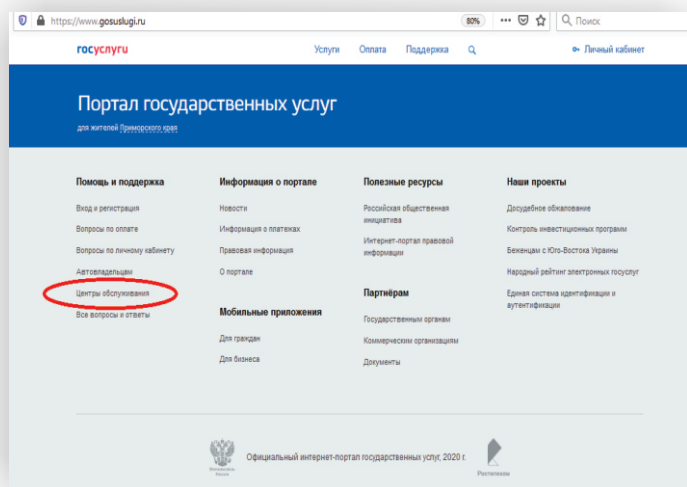 https://www.gosuslugi.ru
80%
Поиск
госуслуги
Услуги Оплата Поддержка
Личный кабинет
Портал государственных услуг
для жителей Приморского края
Помощь и поддержка
Вход и регистрация
Вопросы по оплате
Вопросы по личному кабинету
Автовладельцам
Центры обслуживания
Все вопросы и ответы
Информация о портале
Новости
Информация о платежах
Правовая информация
О портале
Мобильные приложения
Для граждан
Для бизнеса
Полезные ресурсы
Российская общественная
инициатива
Интернет-портал правовой
информации
Партнёрам
Государственным органам
Коммерческим организациям
Документы
Наши проекты
Досудебное обжалование
Контроль инвестиционных программ
Беженцам с Юго-Востока Украины
Народный рейтинг электронных госуслуг
Единая система идентификации и
аутентификации
Официальный интернет-портал государственных услуг, 2020 г.
Ростелеком